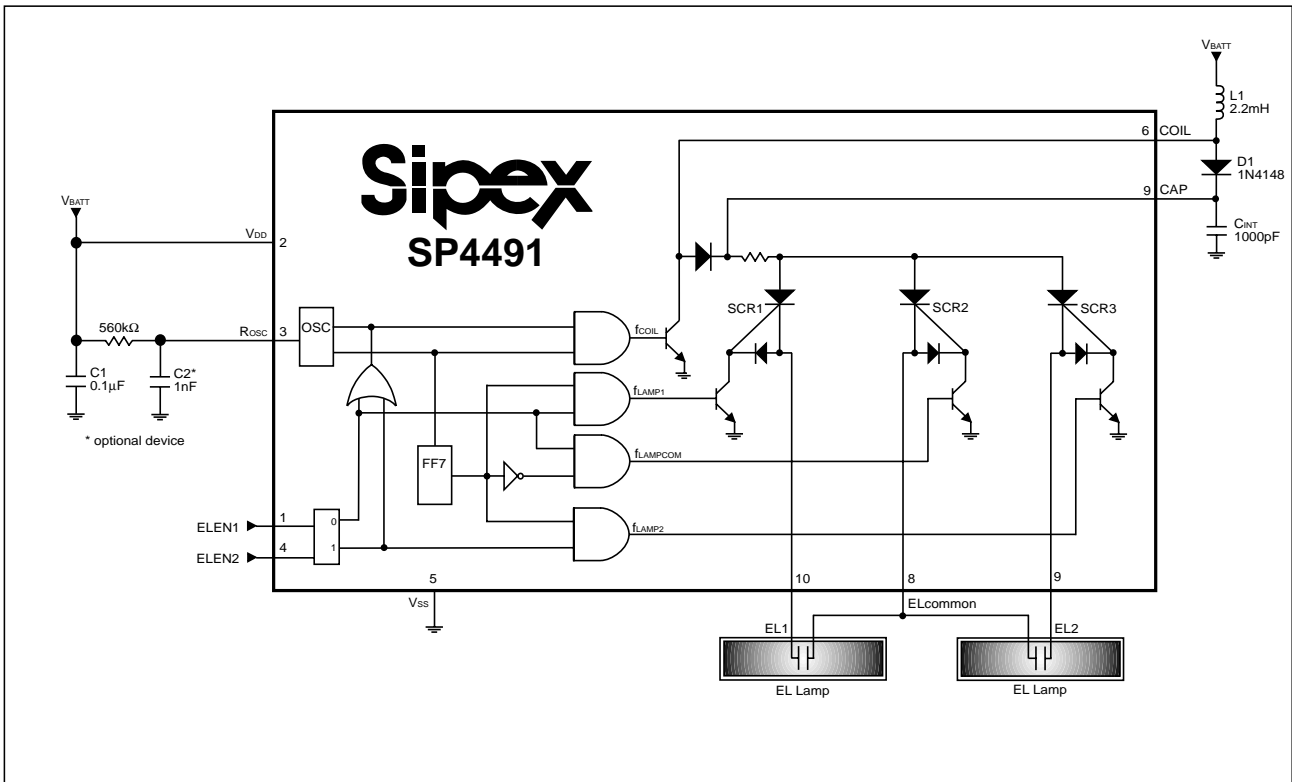 VBATT
L1
2.2mH
6 COIL
D1
1N4148
9 CAP
CINT
1000pF
Sipex
SP4491
VBATT
VDD
2
560kΩ
ROSC
3
OSC
C1
0.1µF
C2*
1nF
* optional device
fCOIL
SCR1
SCR2
SCR3
fLAMP1
FF7
fLAMPCOM
ELEN1
1
0
ELEN2
4
1
fLAMP2
5
VSS
10
8
9
ELcommon
EL1
EL2
EL Lamp
EL Lamp